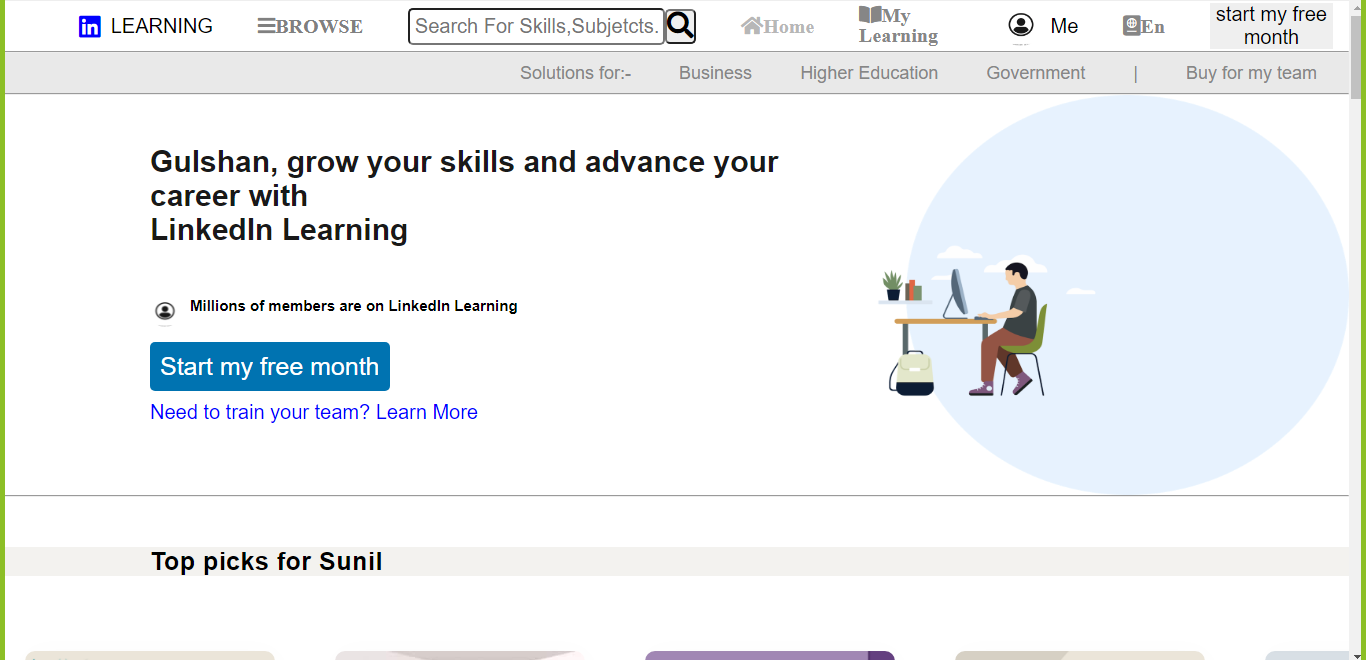 in LEARNING
BROWSE
Search For Skills,Subjetcts.
Home
My
Learning
Me
En
start my free
month
Solutions for:-
Business
Higher Education
Government
|
Buy for my team
Gulshan, grow your skills and advance your
career with
LinkedIn Learning
Millions of members are on LinkedIn Learning
Start my free month
Need to train your team? Learn More
Top picks for Sunil